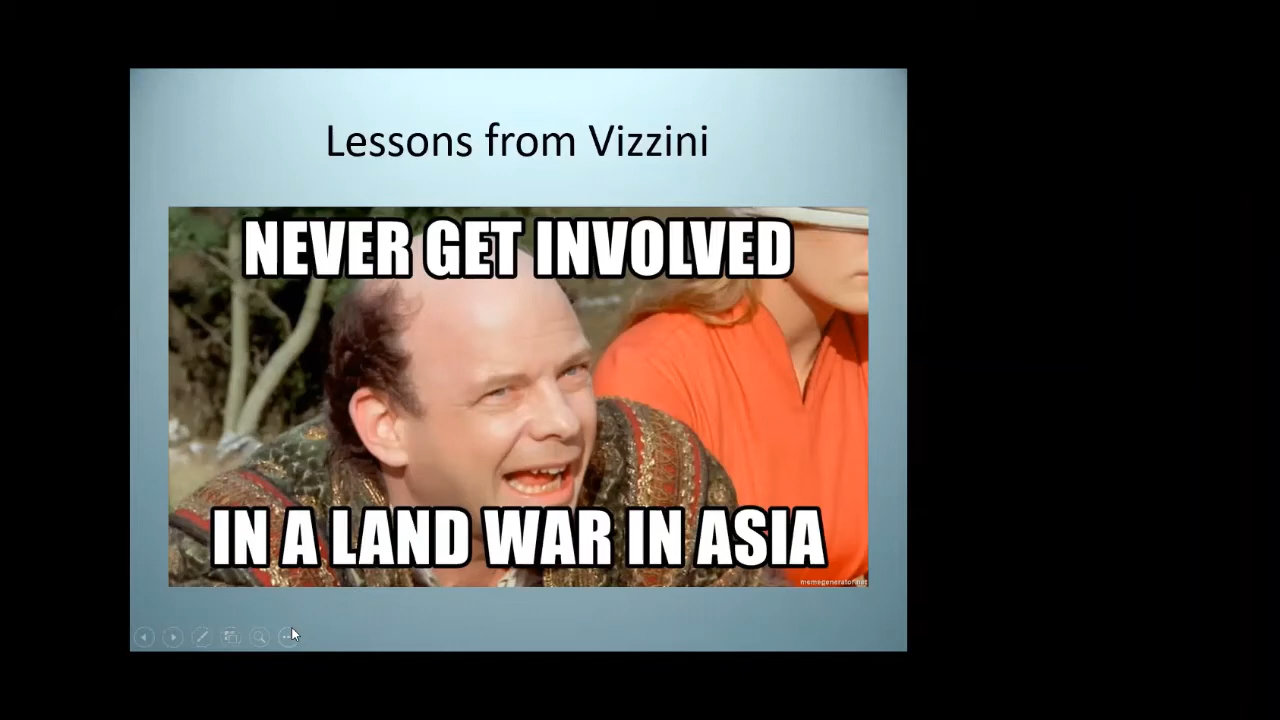 Lessons from Vizzini
NEVER GET INVOLVED
IN A LAND WAR IN ASIA
memegenerator.net